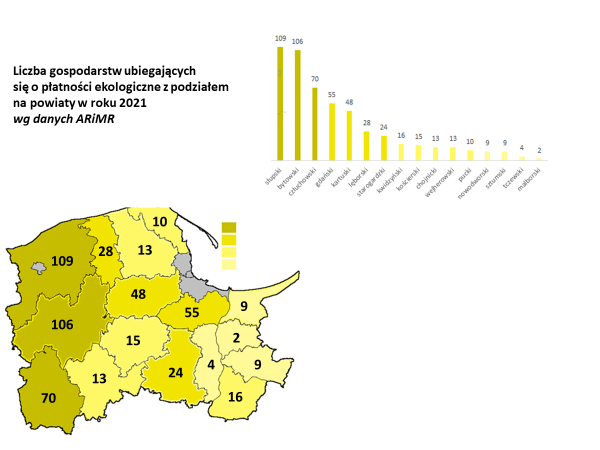 Liczba gospodarstw ubiegających
się o płatności ekologiczne z podziałem
na powiaty w roku 2021
wg danych ARiMR
109
106
70
55
48
28
24
16
15
13
13
10
9
9
4
2
słupski
bytowski
człuchowski
gdański
kartuski
lęborski
starogardzki
kwidzyński
kościerski
chojnicki
wejherowski
pucki
nowodworski
sztumski
tczewski
malborski
10
28
13
109
48
9
55
106
2
15
9
4
24
13
70
16